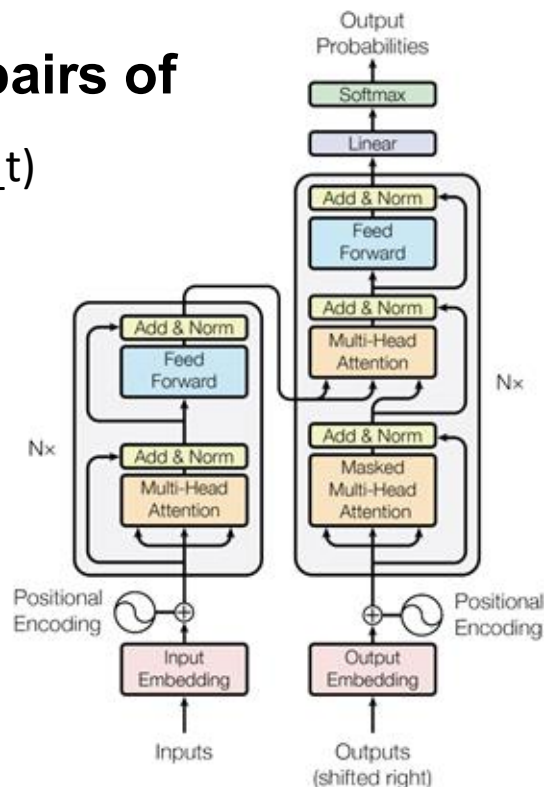 pairs of
_t)
Output
Probabilities
Softmax
Linear
Add & Norm
Feed
Forward
Add & Norm
Multi-Head
Attention
Nx
Add & Norm
Masked
Multi-Head
Attention
Positional
Encoding
Output
Embedding
Outputs
(shifted right)
Add & Norm
Feed
Forward
Nx
Add & Norm
Multi-Head
Attention
Positional
Encoding
Input
Embedding
Inputs